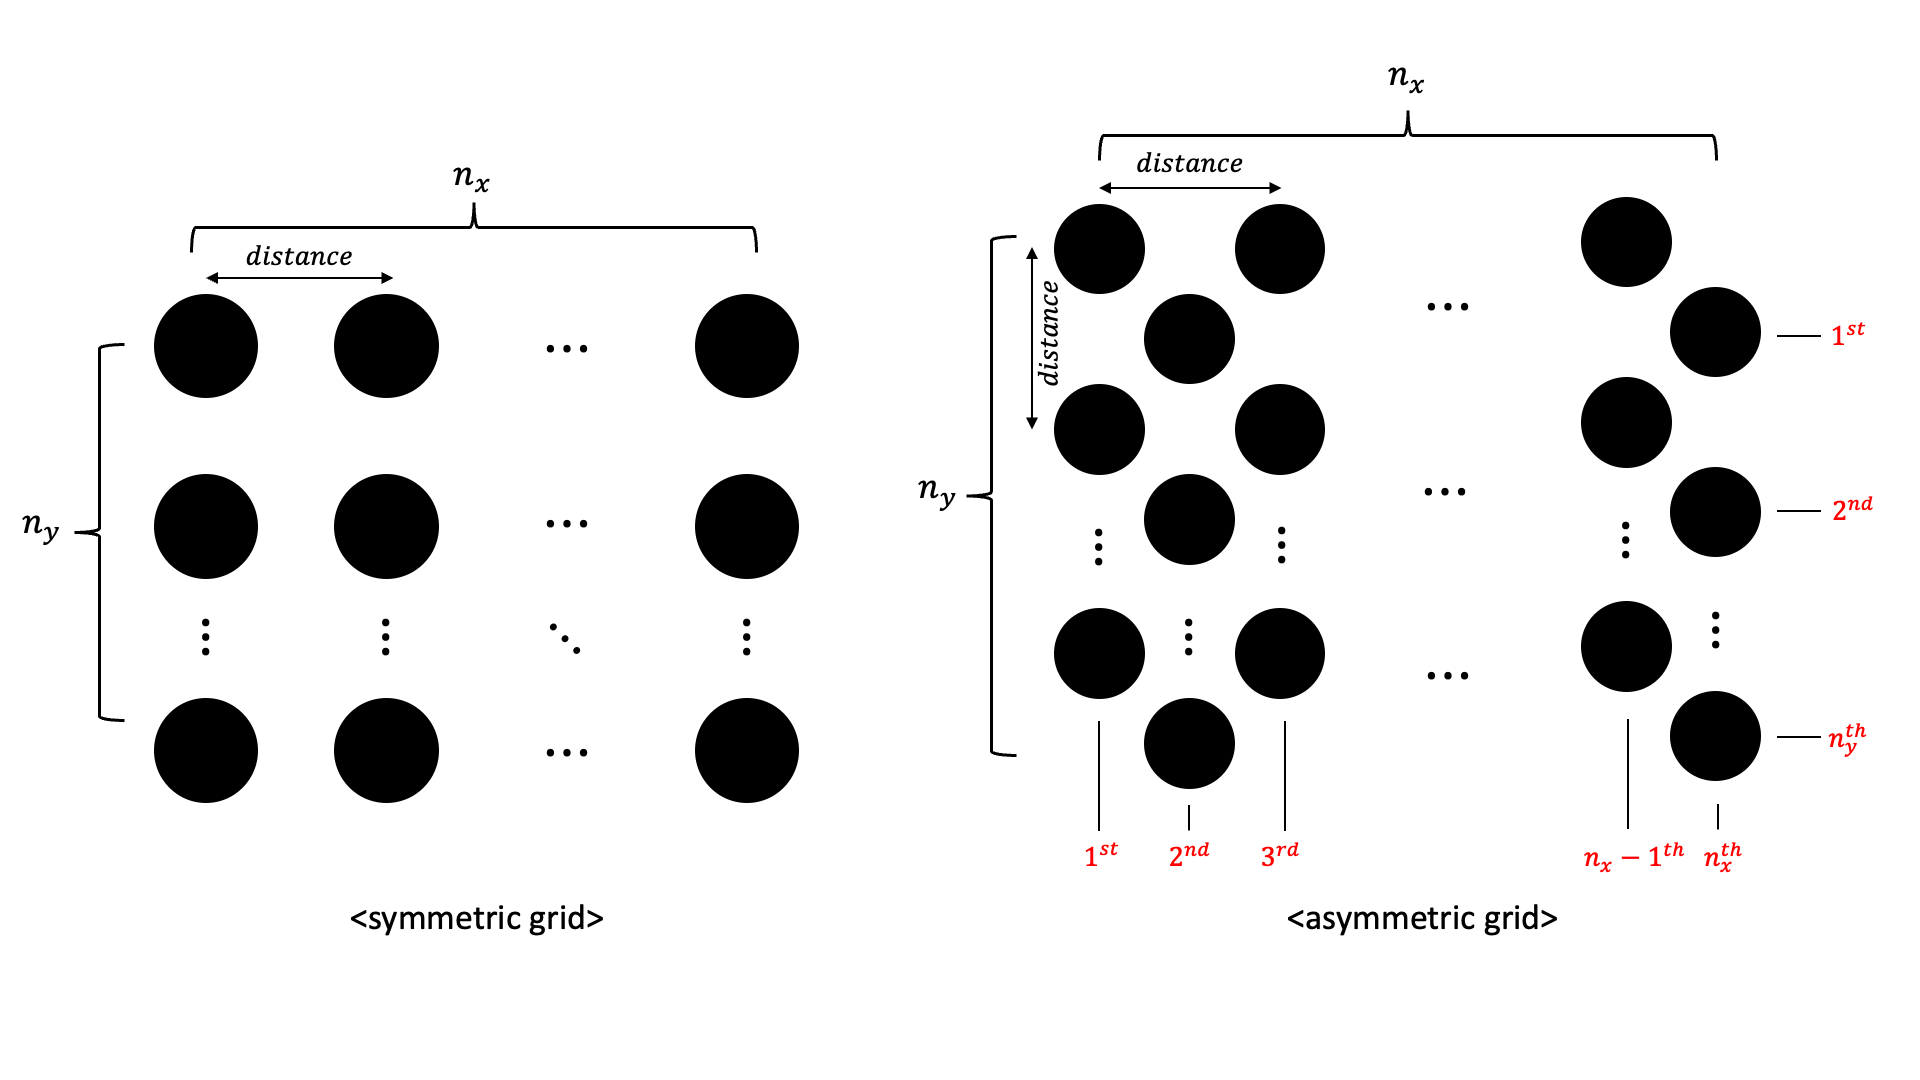 n_x
distance
n_y
<symmetric grid>
n_x
distance
distance
n_y
1^{st}
2^{nd}
n_y^{th}
1^{st} 2^{nd} 3^{rd} n_x − 1^{th} n_x^{th}
<asymmetric grid>